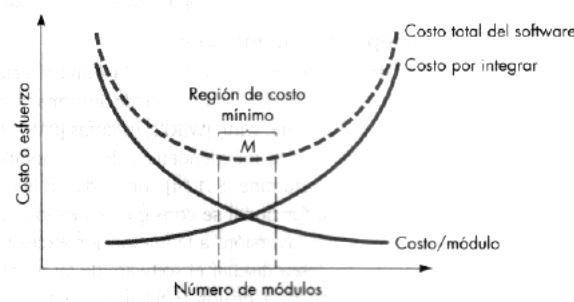 Costo total del software
Costo por integrar
Región de costo
mínimo
M
Costo o esfuerzo
Costo/módulo
Número de módulos